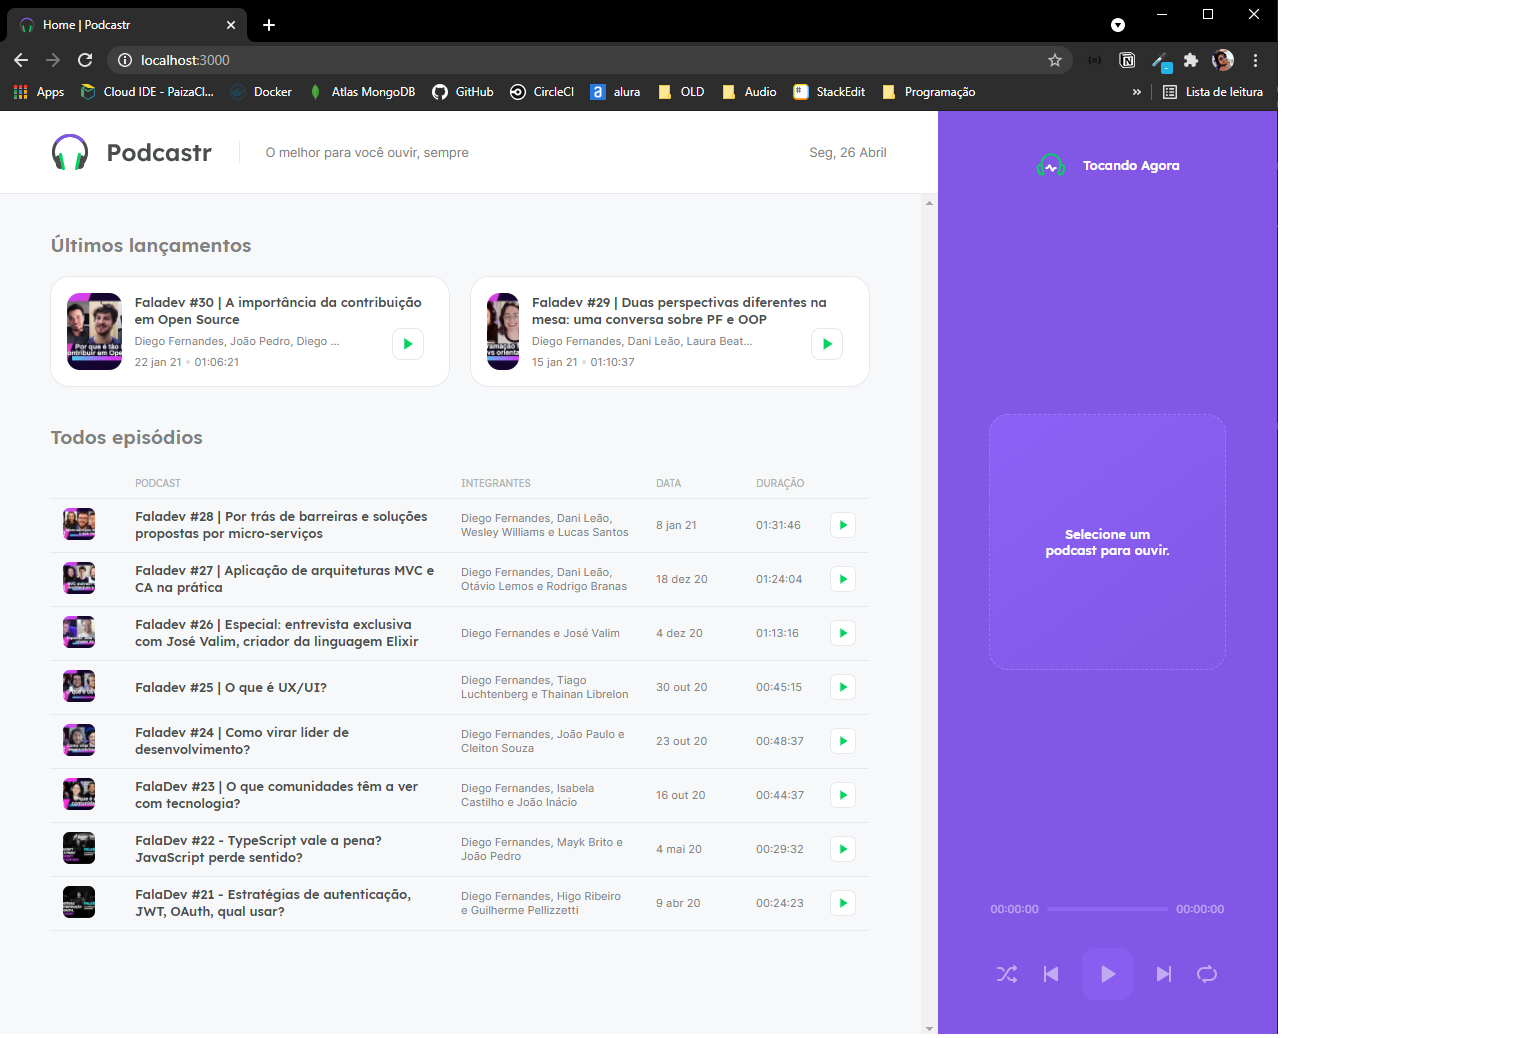 Home | Podcastr
localhost:3000
Apps Cloud IDE - PaizaCl... Docker Atlas MongoDB GitHub CircleCI alura OLD Audio StackEdit Programação » Lista de leitura
Podcastr O melhor para você ouvir, sempre Seg, 26 Abril
Tocando Agora
Últimos lançamentos
Faladev #30 | A importância da contribuição
em Open Source
Diego Fernandes, João Pedro, Diego ...
22 jan 21 • 01:06:21
Faladev #29 | Duas perspectivas diferentes na
mesa: uma conversa sobre PF e OOP
Diego Fernandes, Dani Leão, Laura Beat...
15 jan 21 • 01:10:37
Todos episódios
PODCAST INTEGRANTES DATA DURAÇÃO
Faladev #28 | Por trás de barreiras e soluções
propostas por micro-serviços
Diego Fernandes, Dani Leão,
Wesley Williams e Lucas Santos
8 jan 21
01:31:46
Faladev #27 | Aplicação de arquiteturas MVC e
CA na prática
Diego Fernandes, Dani Leão,
Otávio Lemos e Rodrigo Branas
18 dez 20
01:24:04
Faladev #26 | Especial: entrevista exclusiva
com José Valim, criador da linguagem Elixir
Diego Fernandes e José Valim
4 dez 20
01:13:16
Faladev #25 | O que é UX/UI?
Diego Fernandes, Tiago
Luchtenberg e Thainan Librelon
30 out 20
00:45:15
Faladev #24 | Como virar líder de
desenvolvimento?
Diego Fernandes, João Paulo e
Cleiton Souza
23 out 20
00:48:37
FalaDev #23 | O que comunidades têm a ver
com tecnologia?
Diego Fernandes, Isabela
Castilho e João Inácio
16 out 20
00:44:37
FalaDev #22 - TypeScript vale a pena?
JavaScript perde sentido?
Diego Fernandes, Mayk Brito e
João Pedro
4 mai 20
00:29:32
FalaDev #21 - Estratégias de autenticação,
JWT, OAuth, qual usar?
Diego Fernandes, Higo Ribeiro
e Guilherme Pellizzetti
9 abr 20
00:24:23
Selecione um
podcast para ouvir.
00:00:00 00:00:00